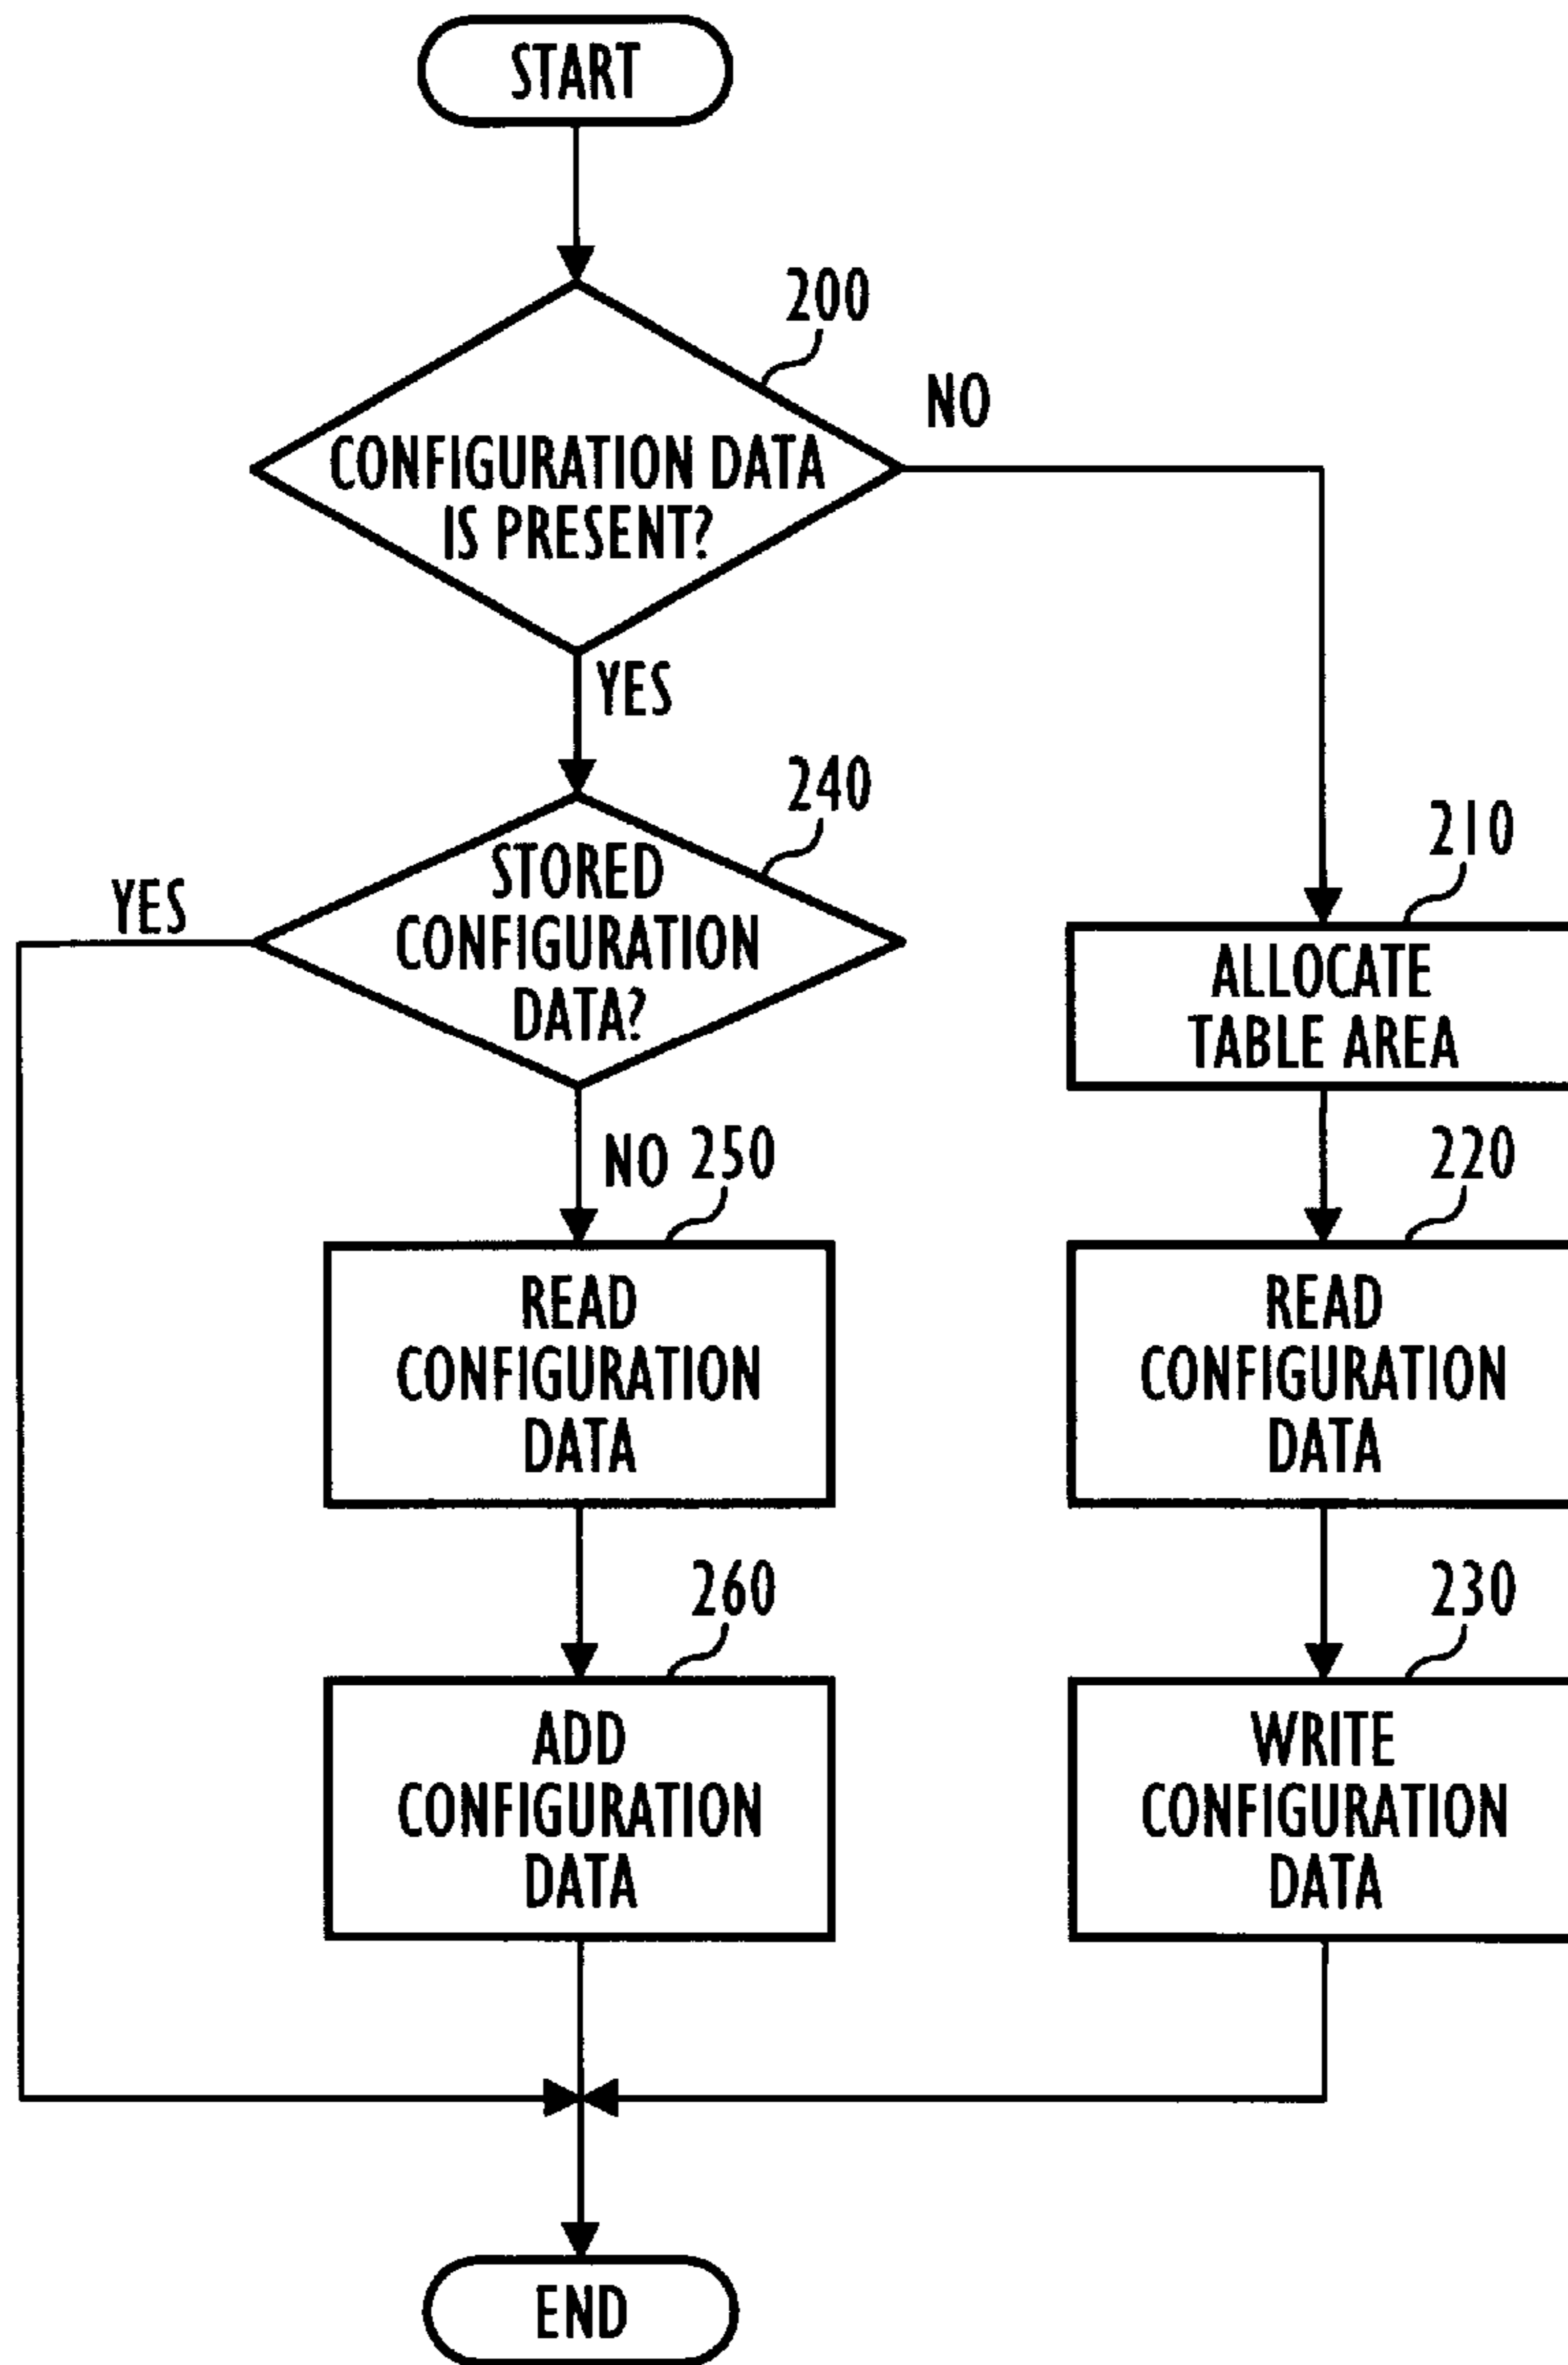 START
200
NO
CONFIGURATION DATA
IS PRESENT?
YES
240
STORED
CONFIGURATION
DATA?
YES
210
ALLOCATE
TABLE AREA
NO
250
READ
CONFIGURATION
DATA
220
READ
CONFIGURATION
DATA
260
ADD
CONFIGURATION
DATA
230
WRITE
CONFIGURATION
DATA
END